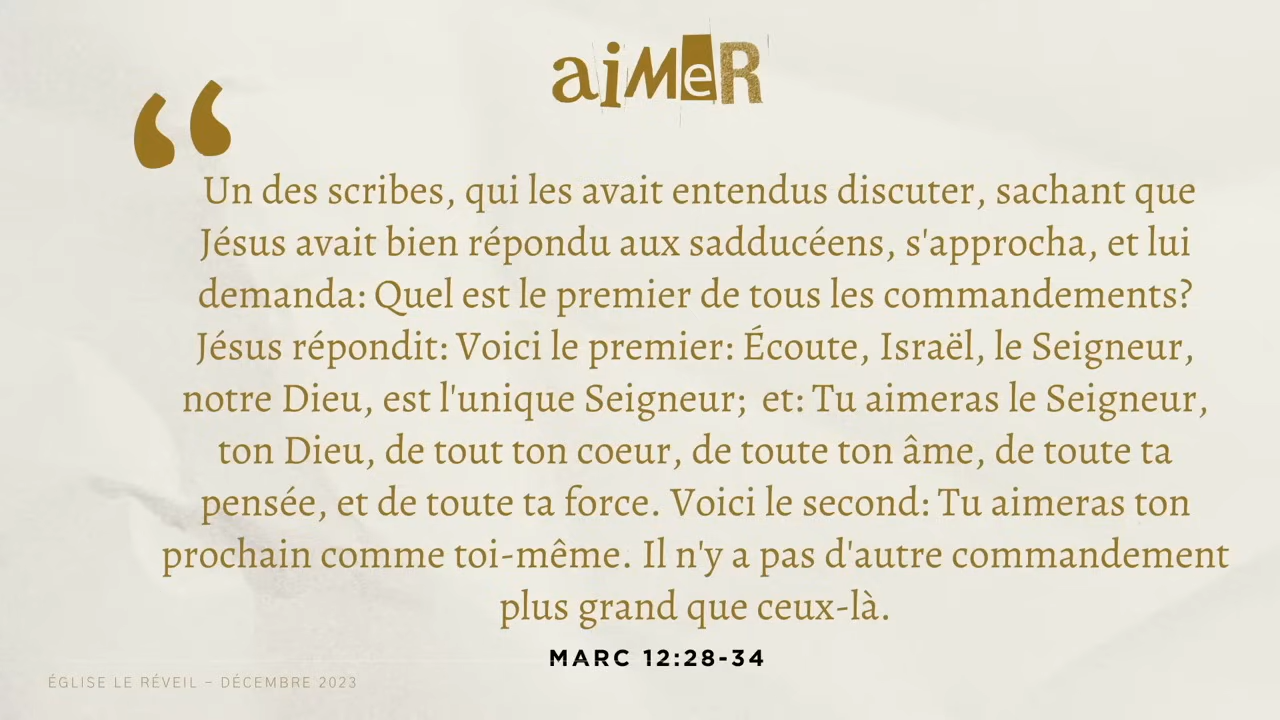 aiMeR
“
Un des scribes, qui les avait entendus discuter, sachant que
Jésus avait bien répondu aux sadducéens, s'approcha, et lui
demanda: Quel est le premier de tous les commandements?
Jésus répondit: Voici le premier: Écoute, Israël, le Seigneur,
notre Dieu, est l'unique Seigneur; et: Tu aimeras le Seigneur,
ton Dieu, de tout ton coeur, de toute ton âme, de toute ta
pensée, et de toute ta force. Voici le second: Tu aimeras ton
prochain comme toi-même. Il n'y a pas d'autre commandement
plus grand que ceux-là.
MARC 12:28-34
ÉGLISE LE RÉVEIL – DÉCEMBRE 2023